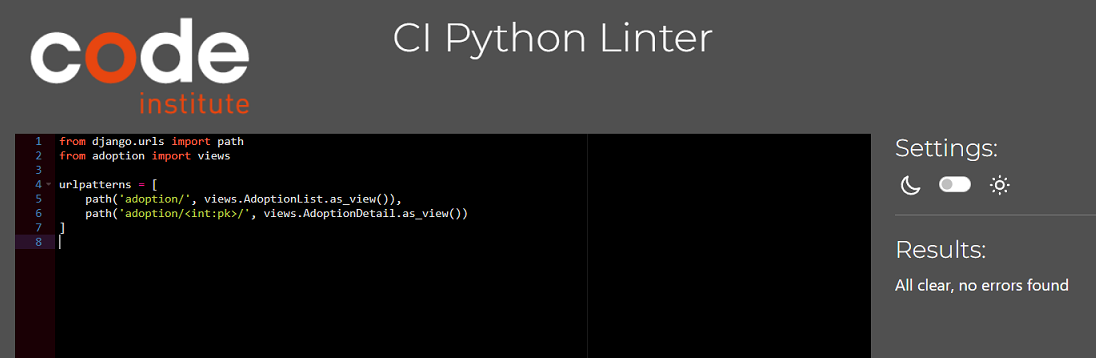 code
institute
CI Python Linter
1 from django.urls import path
2 from adoption import views
3
4 urlpatterns = [
5     path('adoption/', views.AdoptionList.as_view()),
6     path('adoption/<int:pk>/', views.AdoptionDetail.as_view())
7 ]
8
Settings:
Results:
All clear, no errors found